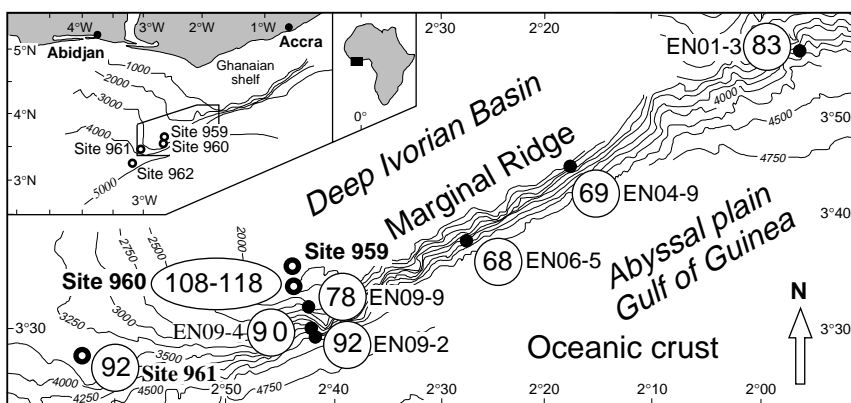 4°W 3°W 2°W 1°W
2°30 2°20
5°N
Abidjan
Accra
EN01-3 83
Ghanaian
shelf
1000
2000
3000
4°N
4000
Site 959
Site 961 Site 960
Site 962
3°N
5000
3°W
0°
4000
3°50
4500
4750
Deep Ivorian Basin
Marginal Ridge
69 EN04-9
3°40
68 EN06-5
Abyssal plain
Gulf of Guinea
2750
2500
2000
Site 959
Site 960 108-118
3000
78 EN09-9
3250
3°30
EN09-4 90
92 EN09-2
N
3°30
Oceanic crust
3500
92 Site 961
4000
4250
4500
4750
2°50 2°40 2°30 2°20 2°10 2°00